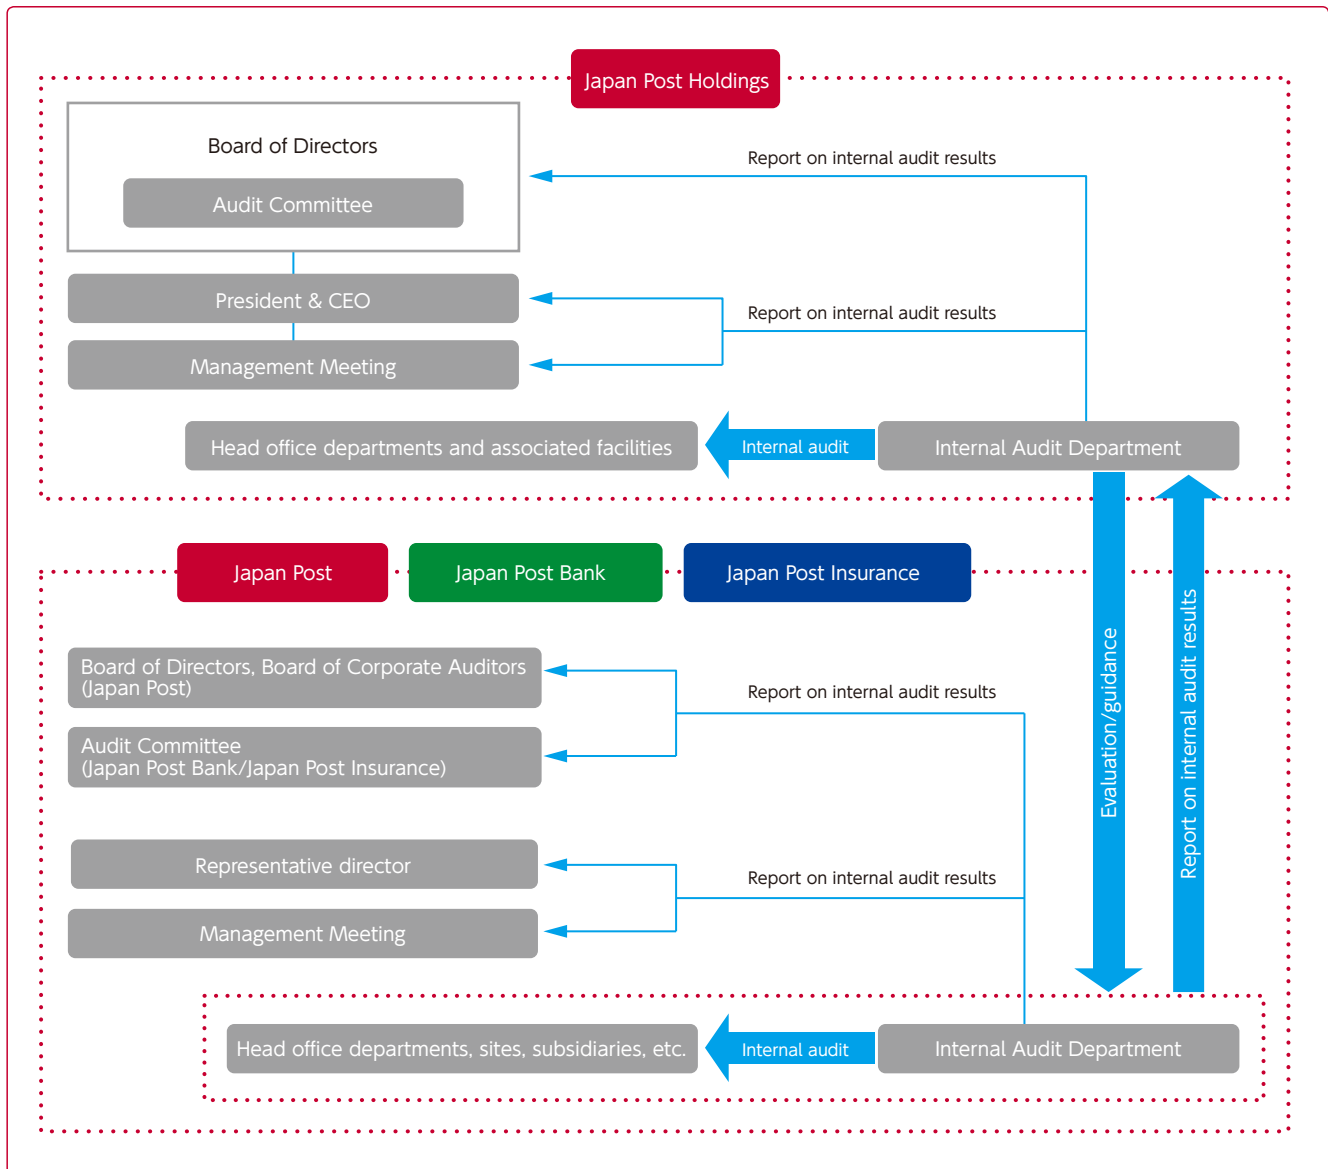 Japan Post Holdings
Board of Directors
Audit Committee
Report on internal audit results
President & CEO
Report on internal audit results
Management Meeting
Head office departments and associated facilities
Internal audit
Internal Audit Department
Japan Post
Japan Post Bank
Japan Post Insurance
Evaluation/guidance
Report on internal audit results
Board of Directors, Board of Corporate Auditors
(Japan Post)
Report on internal audit results
Audit Committee
(Japan Post Bank/Japan Post Insurance)
Representative director
Report on internal audit results
Management Meeting
Head office departments, sites, subsidiaries, etc.
Internal audit
Internal Audit Department